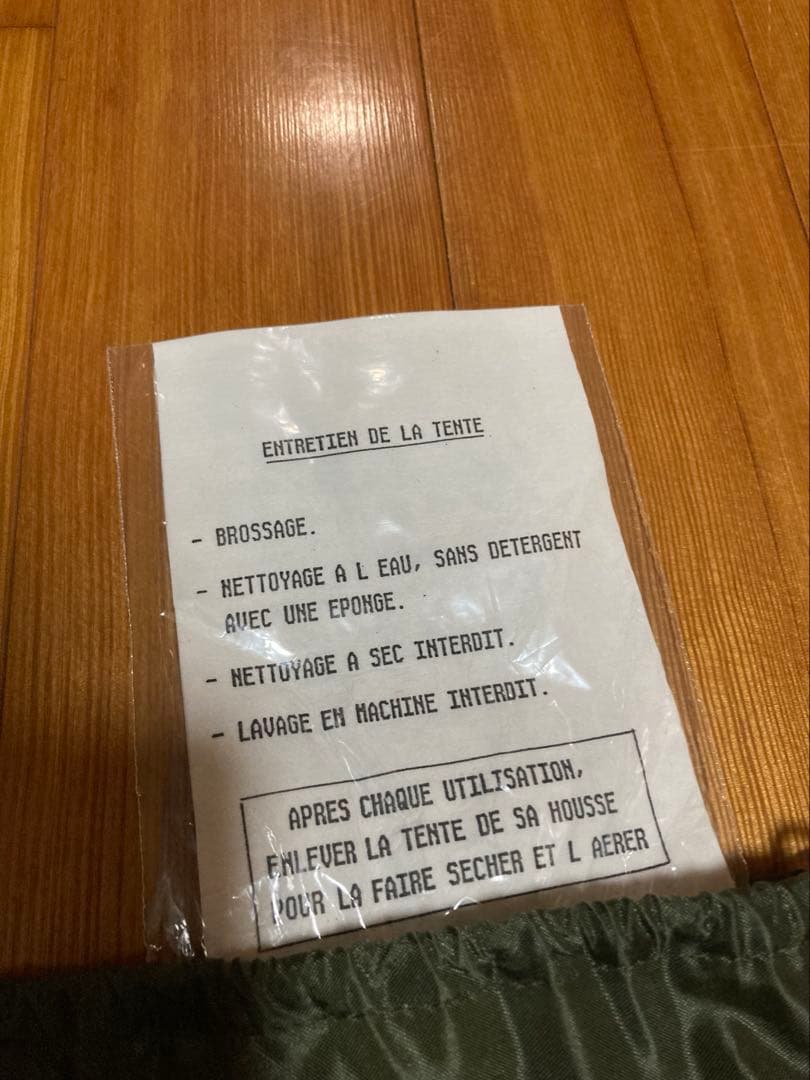 ENTRETIEN DE LA TENTE
- BROSSAGE.
- NETTOYAGE A L EAU, SANS DETERGENT
AVEC UNE EPONGE.
- NETTOYAGE A SEC INTERDIT.
- LAVAGE EN MACHINE INTERDIT.
APRES CHAQUE UTILISATION,
ENLEVER LA TENTE DE SA HOUSSE
POUR LA FAIRE SECHER ET L AERER